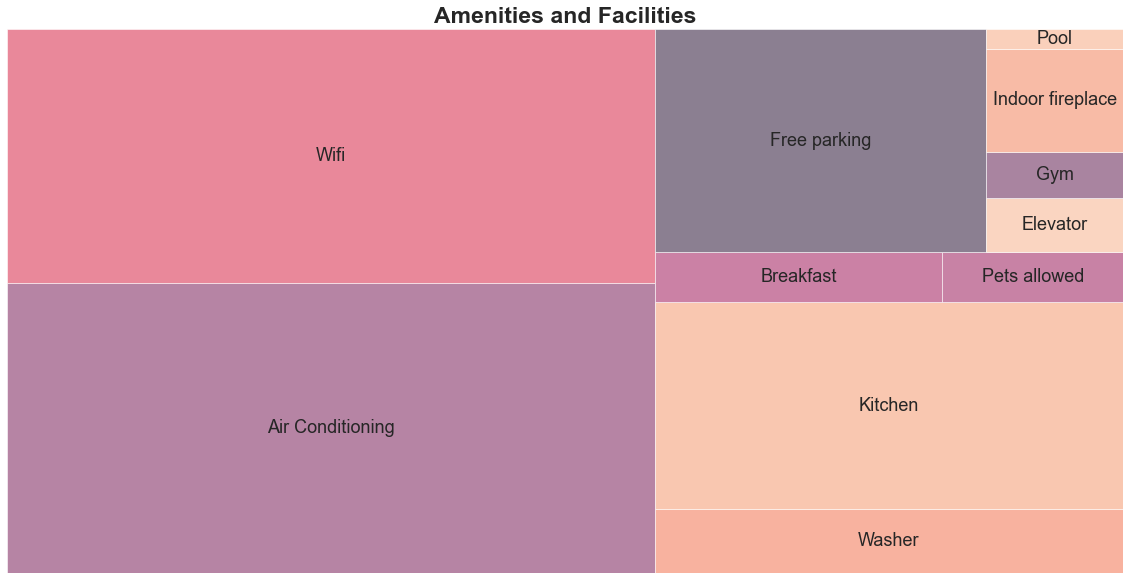 Amenities and Facilities
Pool
Indoor fireplace
Free parking
Wifi
Gym
Elevator
Breakfast
Pets allowed
Kitchen
Air Conditioning
Washer